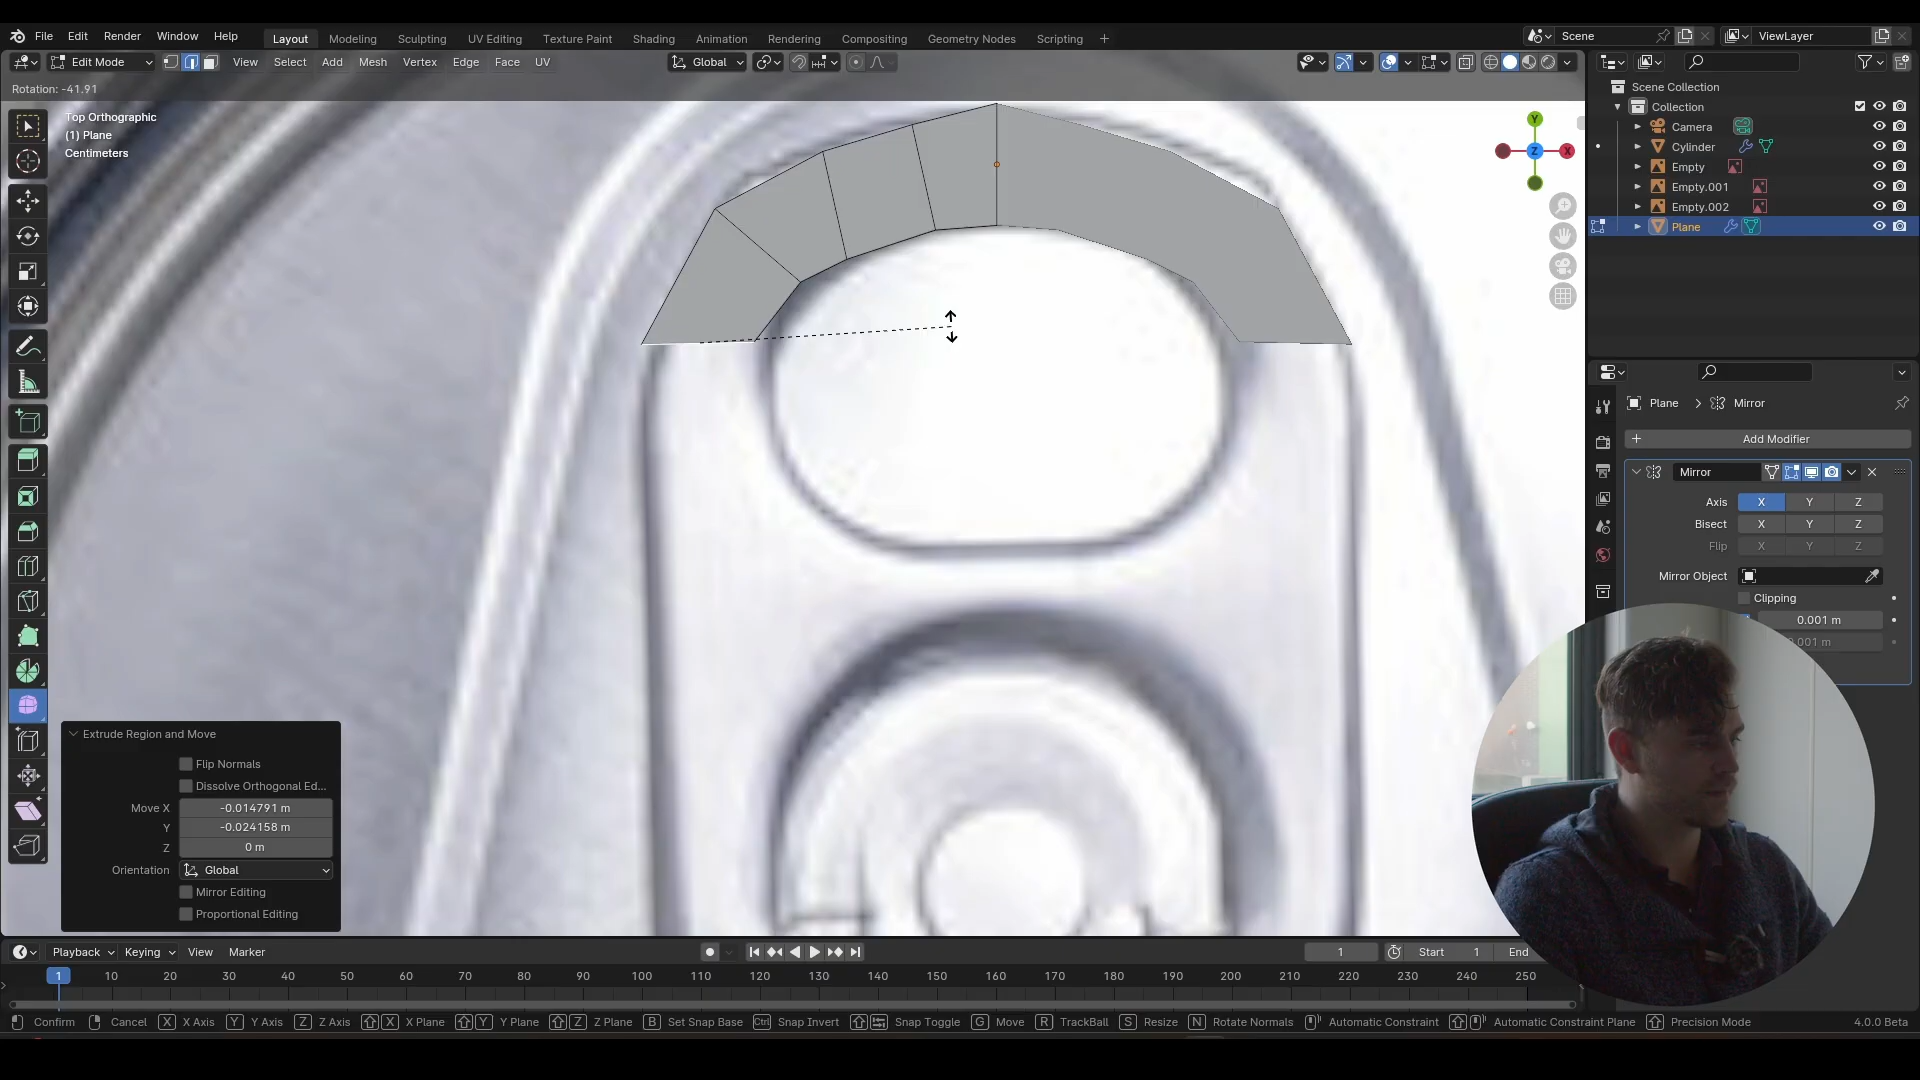 File Edit Render Window Help Layout Modeling Sculpting UV Editing Texture Paint Shading Animation Rendering Compositing Geometry Nodes Scripting + Scene ViewLayer
Edit Mode View Select Add Mesh Vertex Edge Face UV Global
Rotation: -41.91
Scene Collection
Collection
Camera
Cylinder
Empty
Empty.001
Empty.002
Plane
Top Orthographic
(1) Plane
Centimeters
Y
Z
X
Plane > Mirror
+ Add Modifier
Mirror
Axis X Y Z
Bisect X Y Z
Flip X Y Z
Mirror Object
Clipping
0.001 m
0.001 m
Extrude Region and Move
Flip Normals
Dissolve Orthogonal Ed...
Move X -0.014791 m
Y -0.024158 m
Z 0 m
Orientation Global
Mirror Editing
Proportional Editing
Playback Keying View Marker 1 Start 1 End
1 10 20 30 40 50 60 70 80 90 100 110 120 130 140 150 160 170 180 190 200 210 220 230 240 250
Confirm Cancel X X Axis Y Y Axis Z Z Axis X X Plane Y Y Plane Z Z Plane B Set Snap Base Ctrl Snap Invert Snap Toggle G Move R TrackBall S Resize N Rotate Normals Automatic Constraint Automatic Constraint Plane Precision Mode 4.0.0 Beta